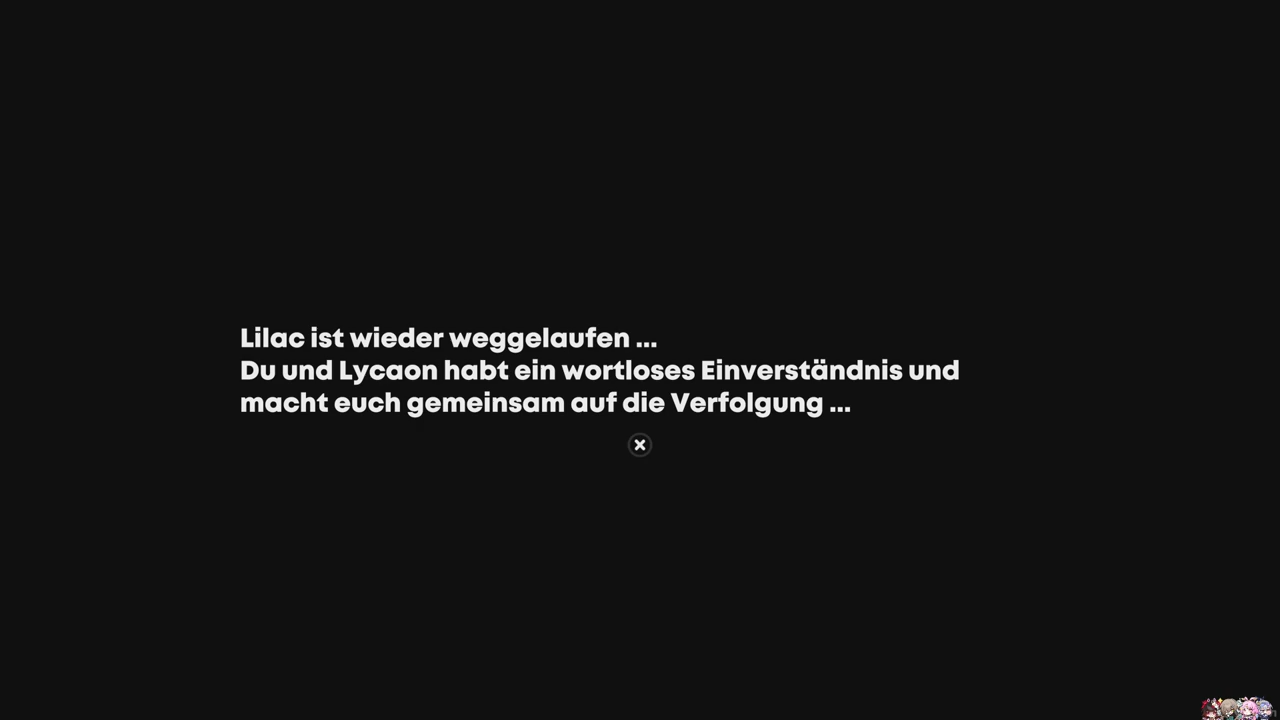 Lilac ist wieder weggelaufen ...
Du und Lycaon habt ein wortloses Einverständnis und
macht euch gemeinsam auf die Verfolgung ...